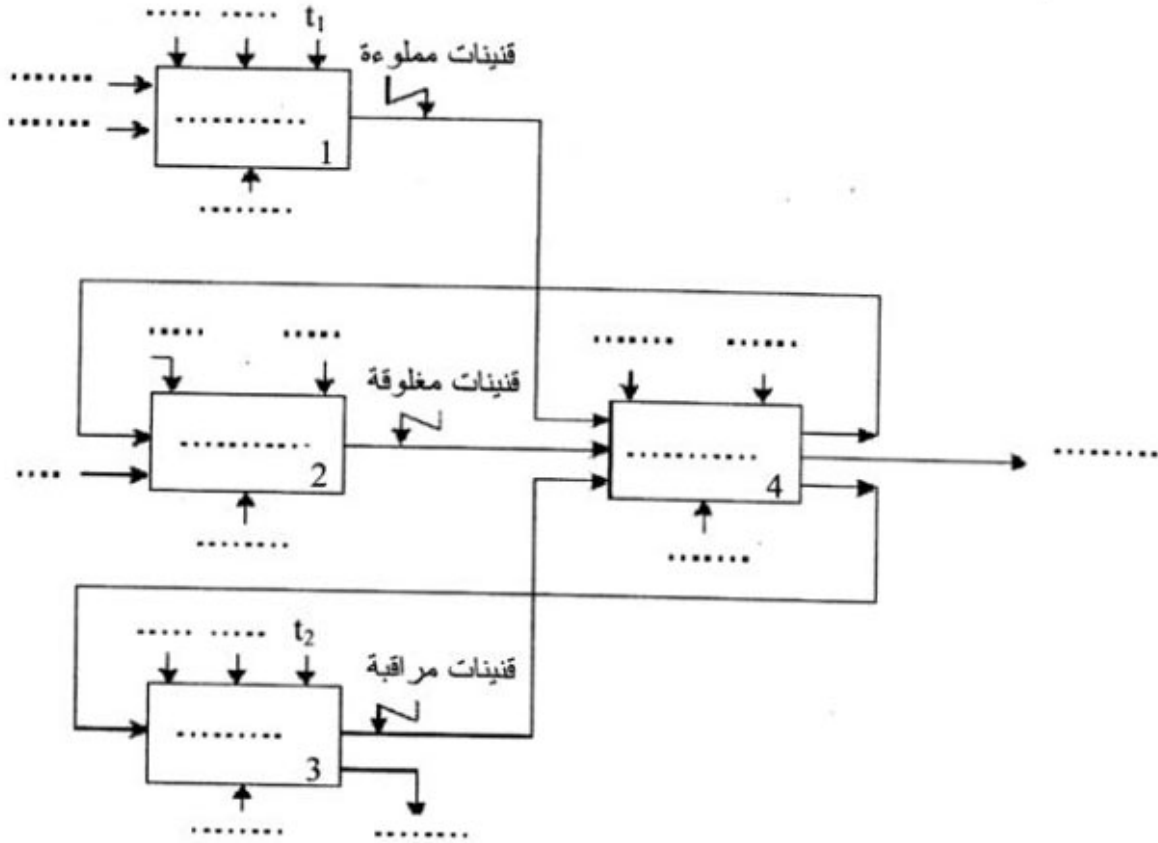 t₁
قنينات مملوءة
1
قنينات مغلوقة
2
4
t₂
قنينات مراقبة
3